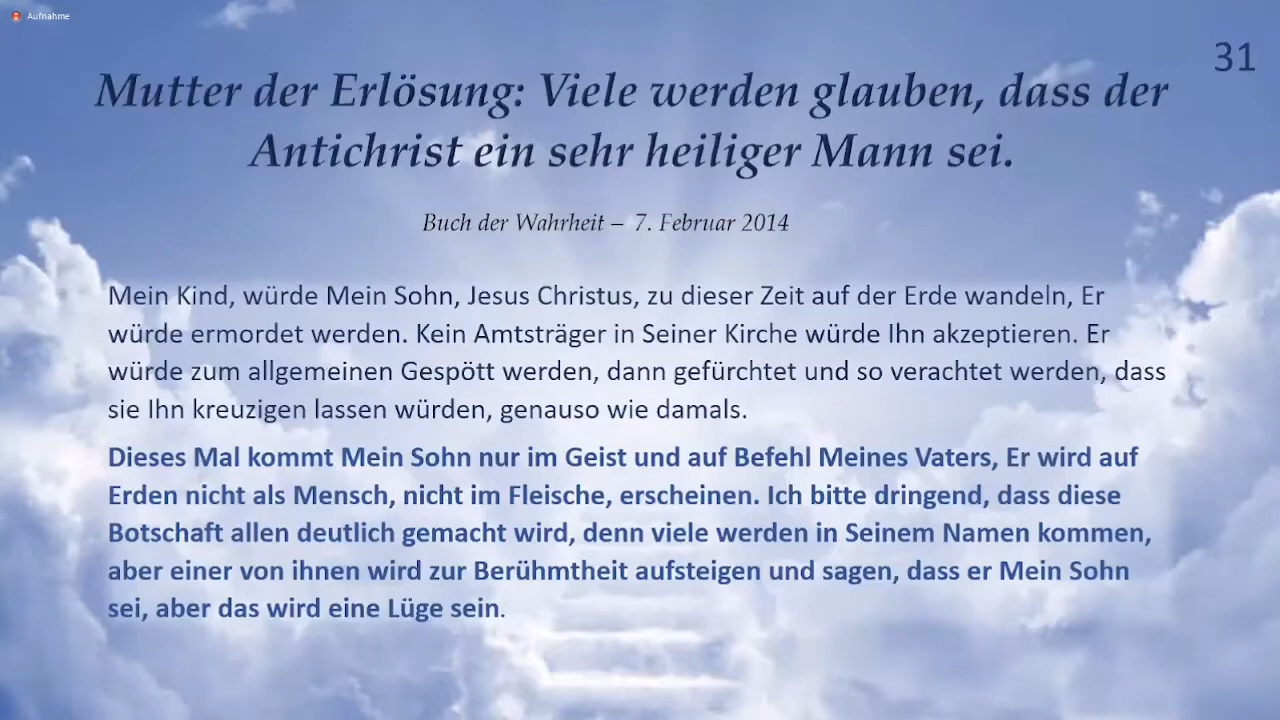 Aufnahme
31
Mutter der Erlösung: Viele werden glauben, dass der
Antichrist ein sehr heiliger Mann sei.
Buch der Wahrheit – 7. Februar 2014
Mein Kind, würde Mein Sohn, Jesus Christus, zu dieser Zeit auf der Erde wandeln, Er
würde ermordet werden. Kein Amtsträger in Seiner Kirche würde Ihn akzeptieren. Er
würde zum allgemeinen Gespött werden, dann gefürchtet und so verachtet werden, dass
sie Ihn kreuzigen lassen würden, genauso wie damals.
Dieses Mal kommt Mein Sohn nur im Geist und auf Befehl Meines Vaters, Er wird auf
Erden nicht als Mensch, nicht im Fleische, erscheinen. Ich bitte dringend, dass diese
Botschaft allen deutlich gemacht wird, denn viele werden in Seinem Namen kommen,
aber einer von ihnen wird zur Berühmtheit aufsteigen und sagen, dass er Mein Sohn
sei, aber das wird eine Lüge sein.